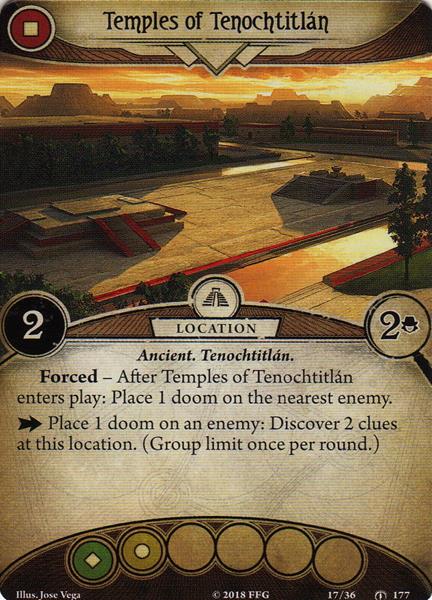 Temples of Tenochtitlán
2
2
LOCATION
Ancient. Tenochtitlán.
Forced – After Temples of Tenochtitlán
enters play: Place 1 doom on the nearest enemy.
Place 1 doom on an enemy: Discover 2 clues
at this location. (Group limit once per round.)
Illus. Jose Vega © 2018 FFG 17/36 177